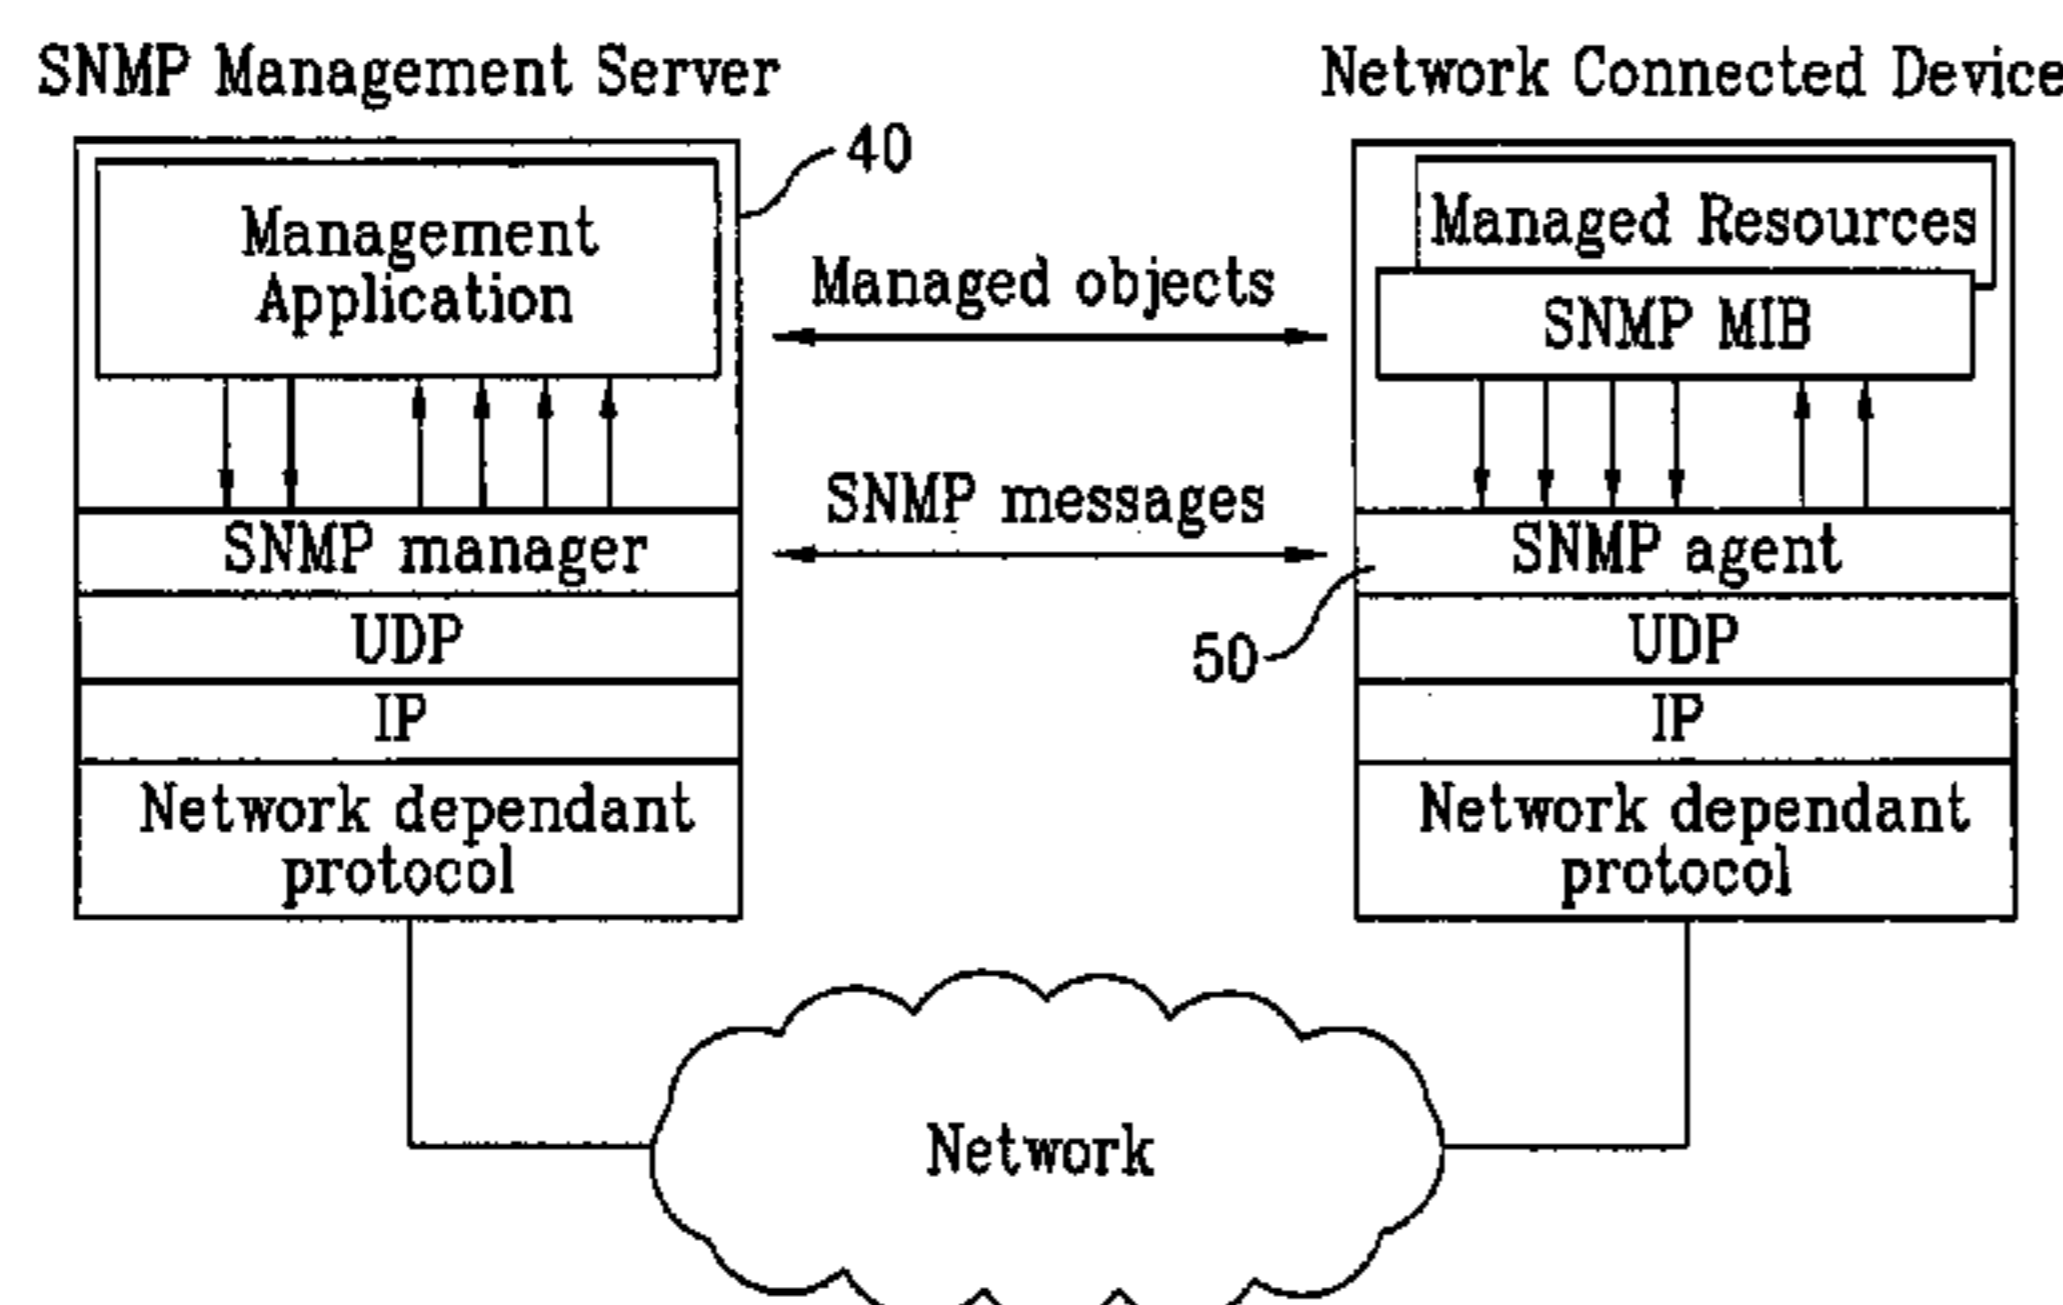 SNMP Management Server
Network Connected Device
40
Management
Application
Managed objects
Managed Resources
SNMP MIB
SNMP messages
SNMP manager
UDP
IP
Network dependant
protocol
SNMP agent
50
UDP
IP
Network dependant
protocol
Network